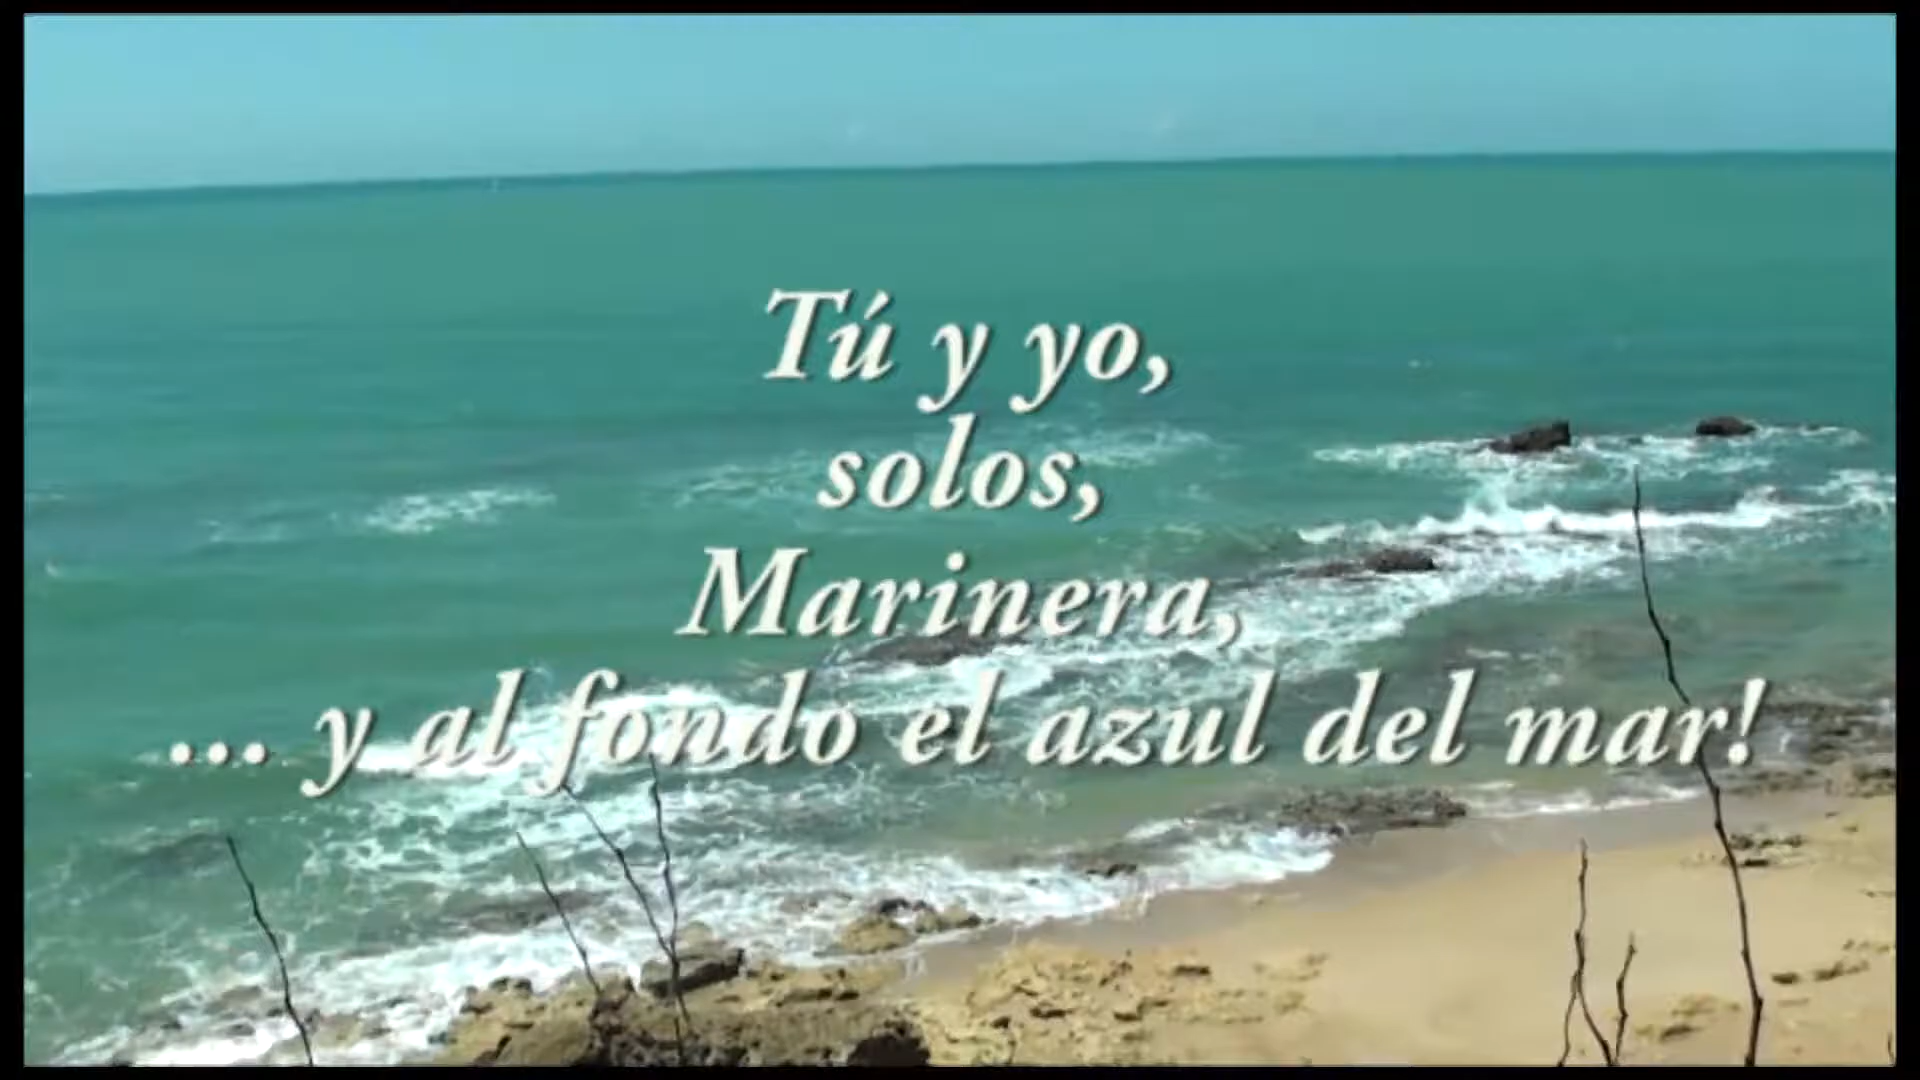 Tú y yo,
solos,
Marinera,
... y al fondo el azul del mar!